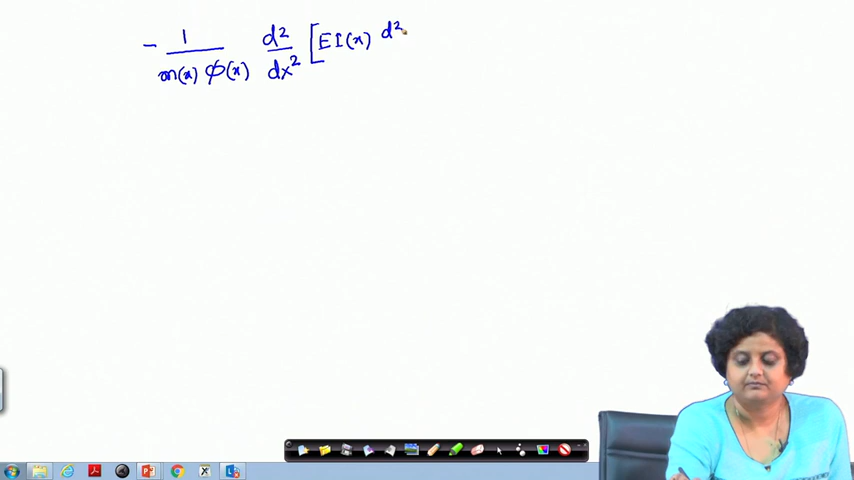 - 1 / m(x) φ(x) d² / dx² [ EI(x) d²